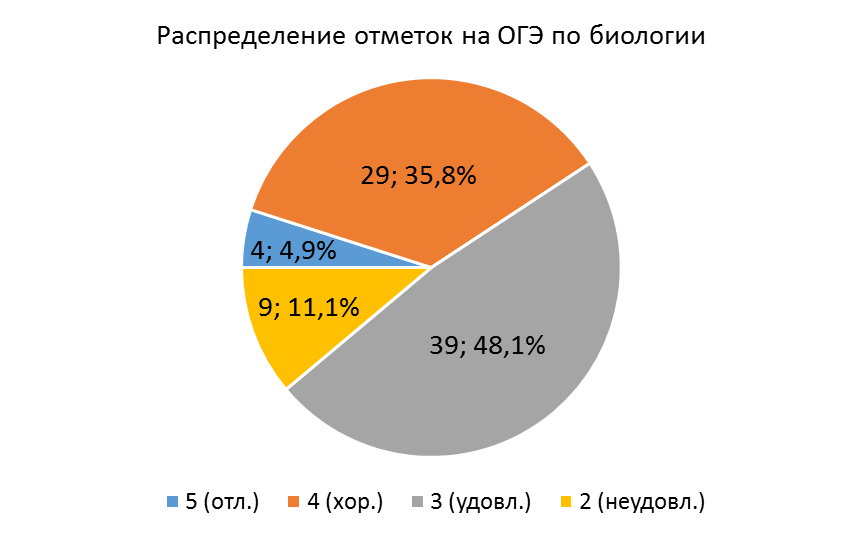 Распределение отметок на ОГЭ по биологии
29; 35,8%
4; 4,9%
9; 11,1%
39; 48,1%
5 (отл.) 4 (хор.) 3 (удовл.) 2 (неудовл.)